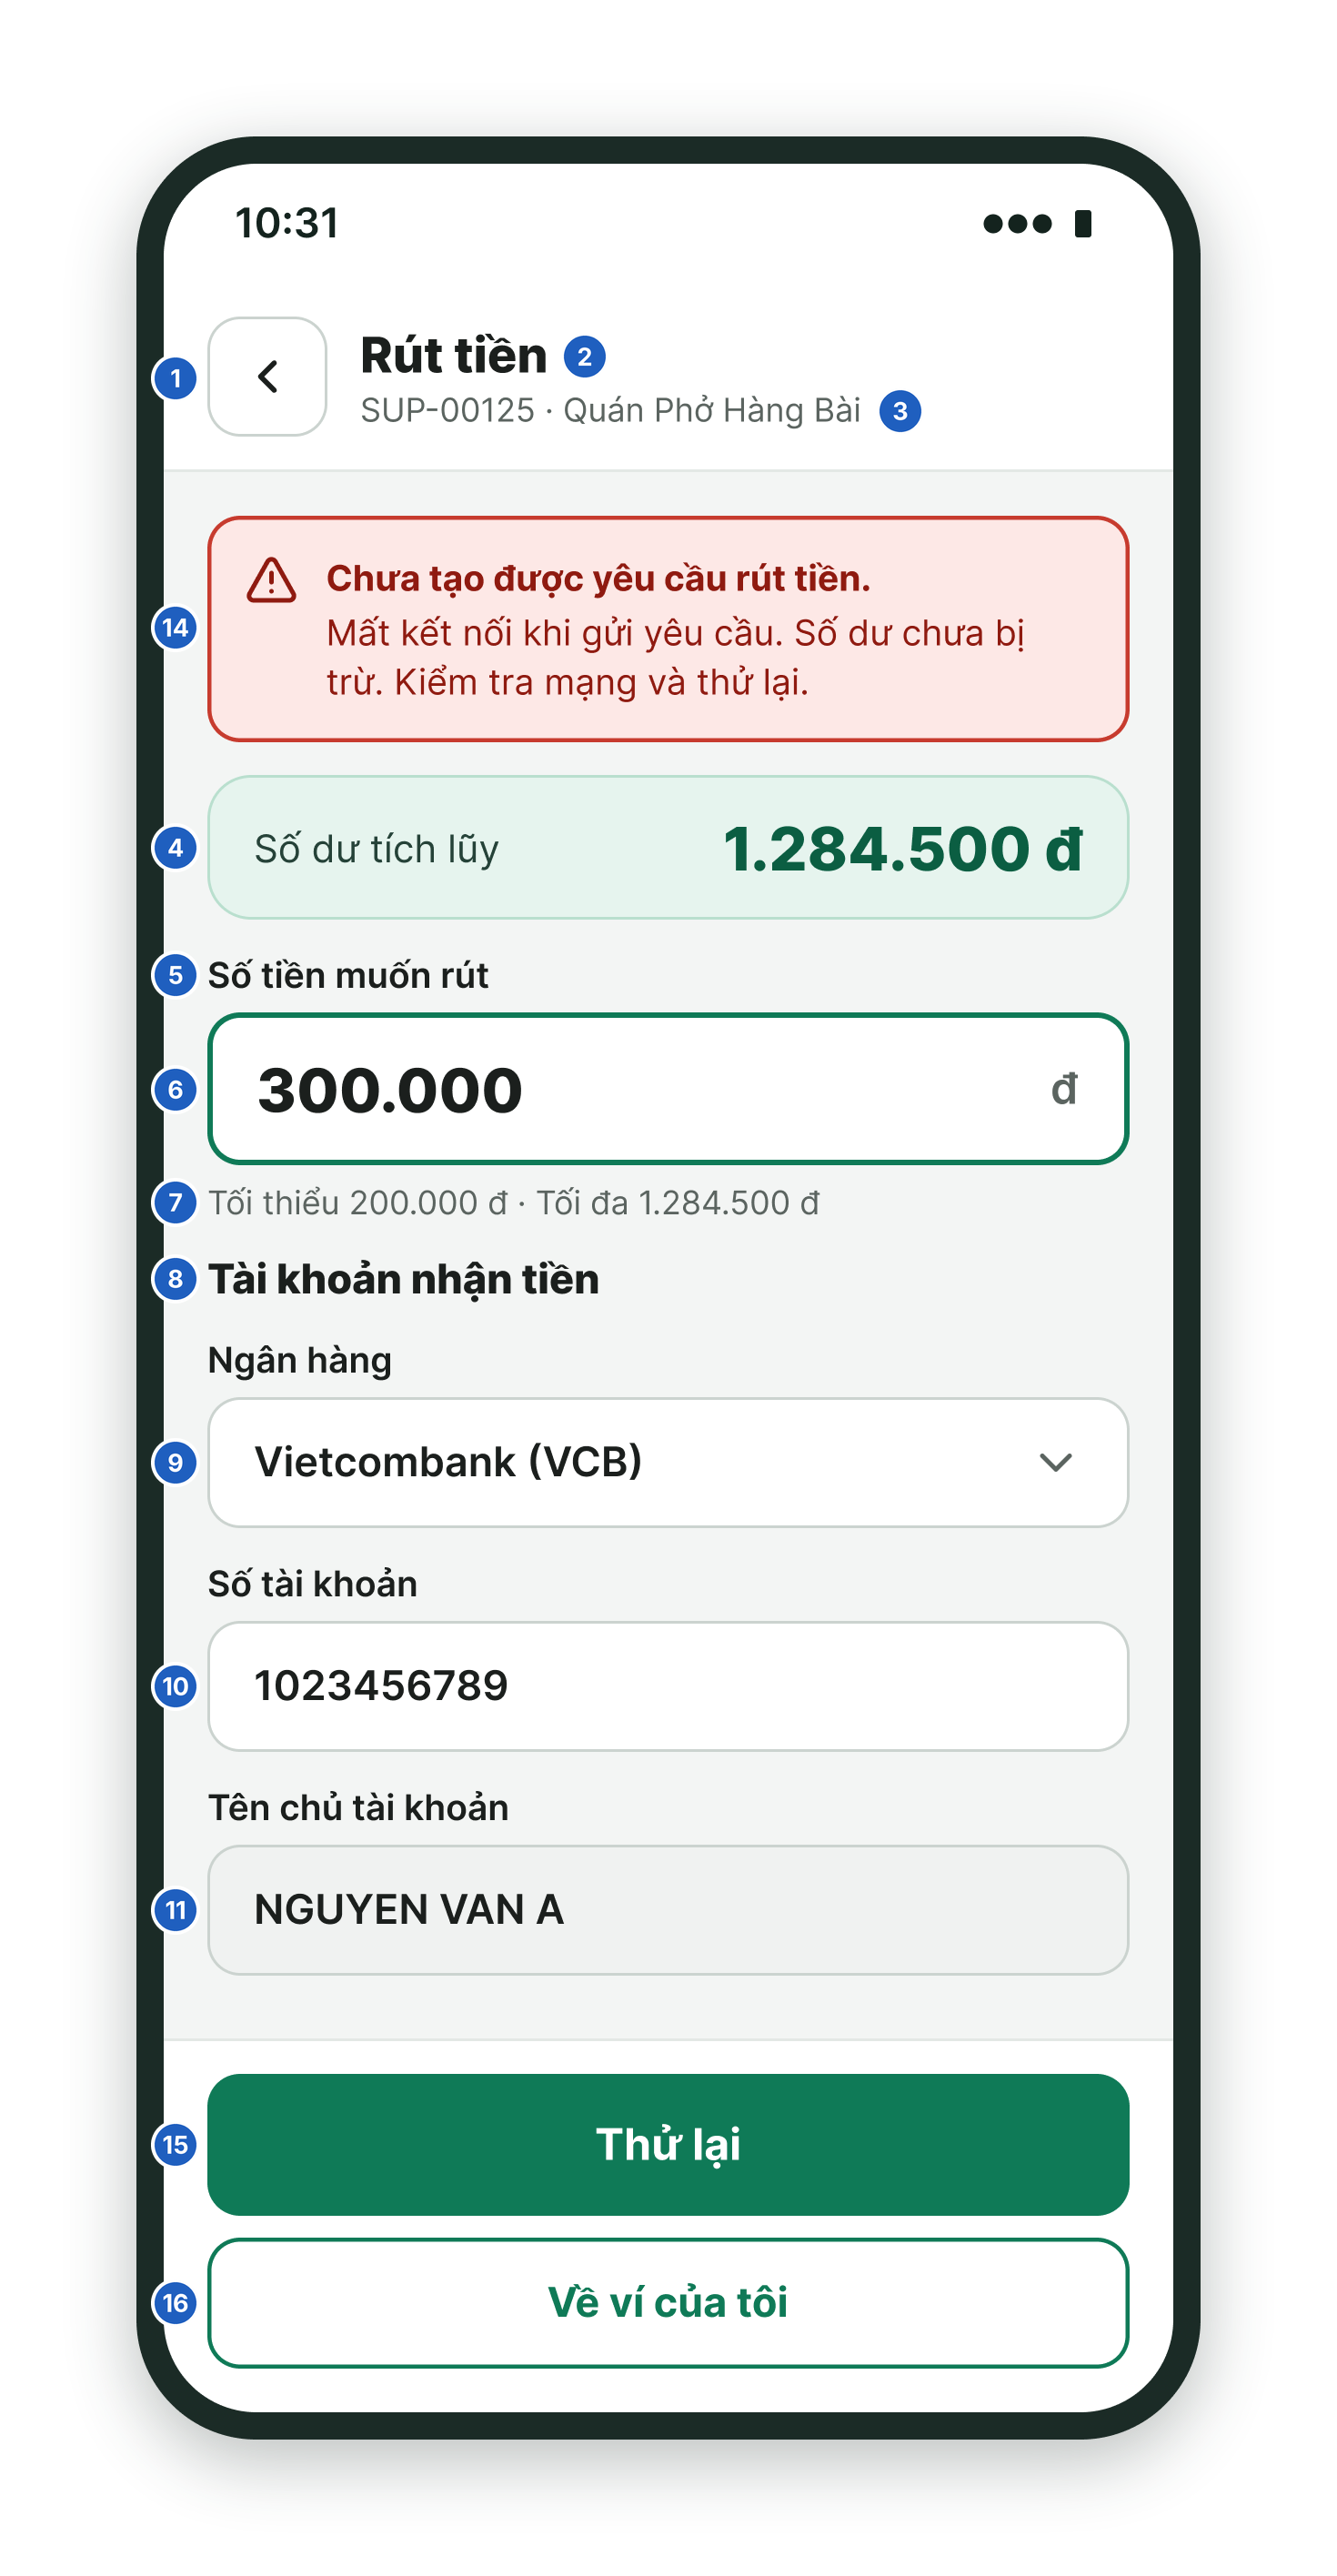 10:31
1
Rút tiền 2
SUP-00125 · Quán Phở Hàng Bài 3
Chưa tạo được yêu cầu rút tiền.
14 Mất kết nối khi gửi yêu cầu. Số dư chưa bị
trừ. Kiểm tra mạng và thử lại.
4 Số dư tích lũy 1.284.500 đ
5 Số tiền muốn rút
6 300.000 đ
7 Tối thiểu 200.000 đ · Tối đa 1.284.500 đ
8 Tài khoản nhận tiền
Ngân hàng
9 Vietcombank (VCB)
Số tài khoản
10 1023456789
Tên chủ tài khoản
11 NGUYEN VAN A
15 Thử lại
16 Về ví của tôi